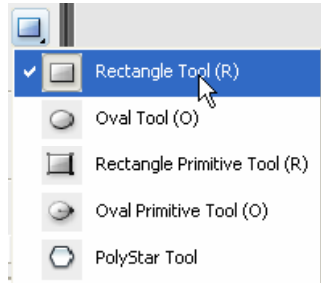 Rectangle Tool (R)
Oval Tool (O)
Rectangle Primitive Tool (R)
Oval Primitive Tool (O)
PolyStar Tool